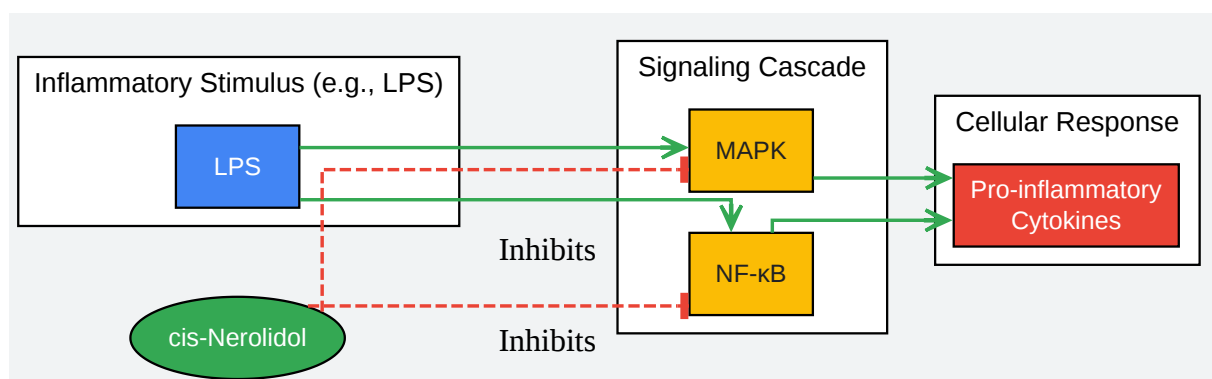 Inflammatory Stimulus (e.g., LPS)
LPS
Signaling Cascade
MAPK
NF-κB
Cellular Response
Pro-inflammatory
Cytokines
Inhibits
cis-Nerolidol
Inhibits